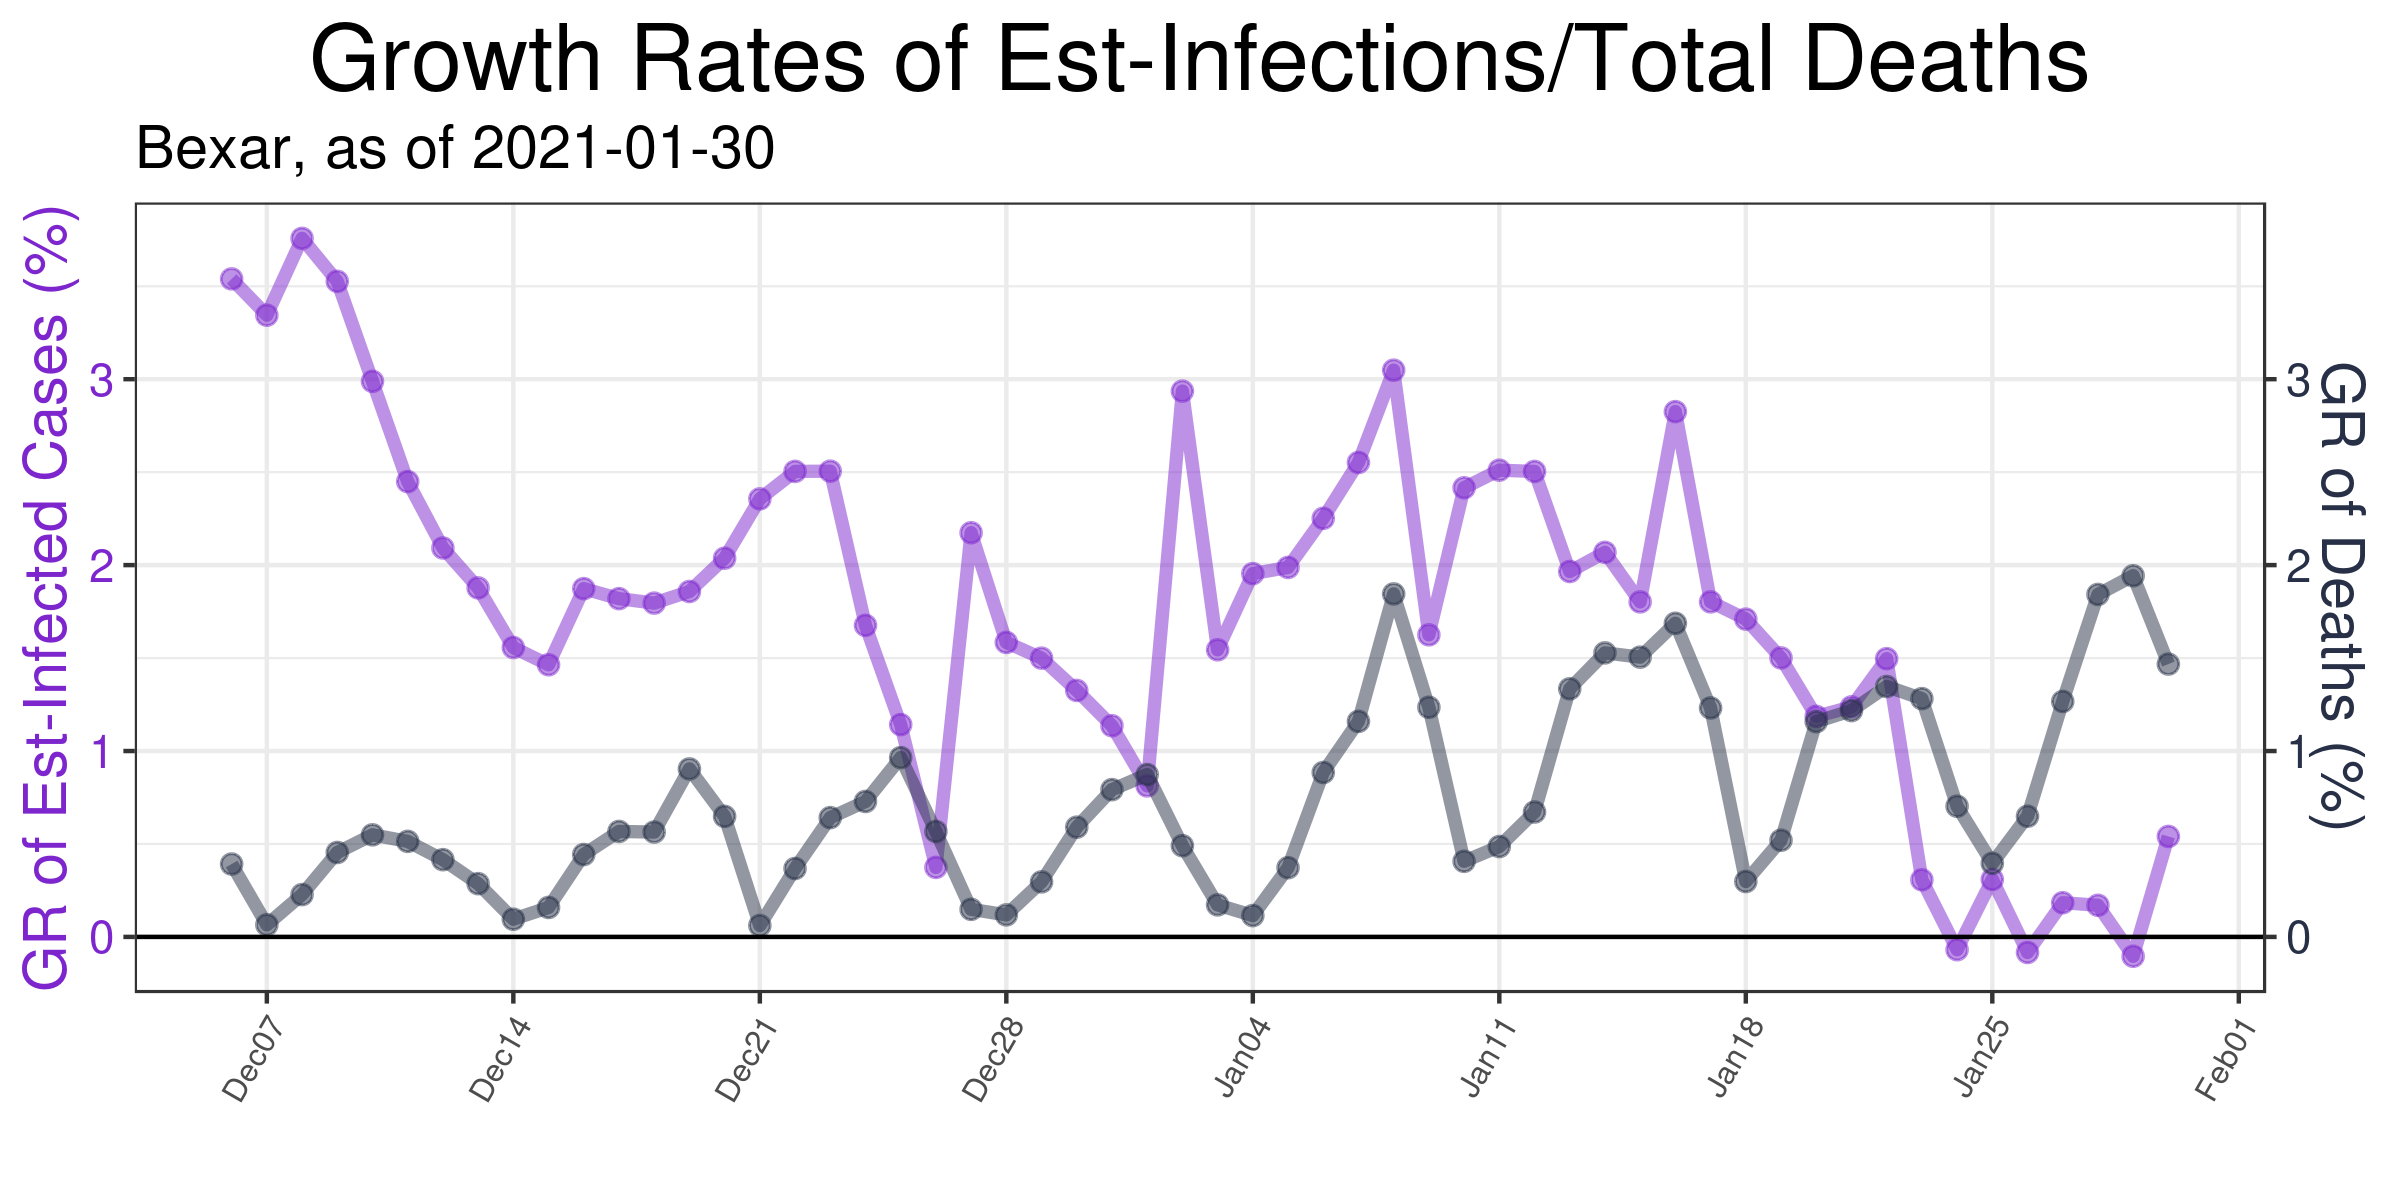 Growth Rates of Est-Infections/Total Deaths
Bexar, as of 2021-01-30
GR of Est-Infected Cases (%)
3
2
1
0
3
2
1
0
GR of Deaths (%)
Dec07
Dec14
Dec21
Dec28
Jan04
Jan11
Jan18
Jan25
Feb01